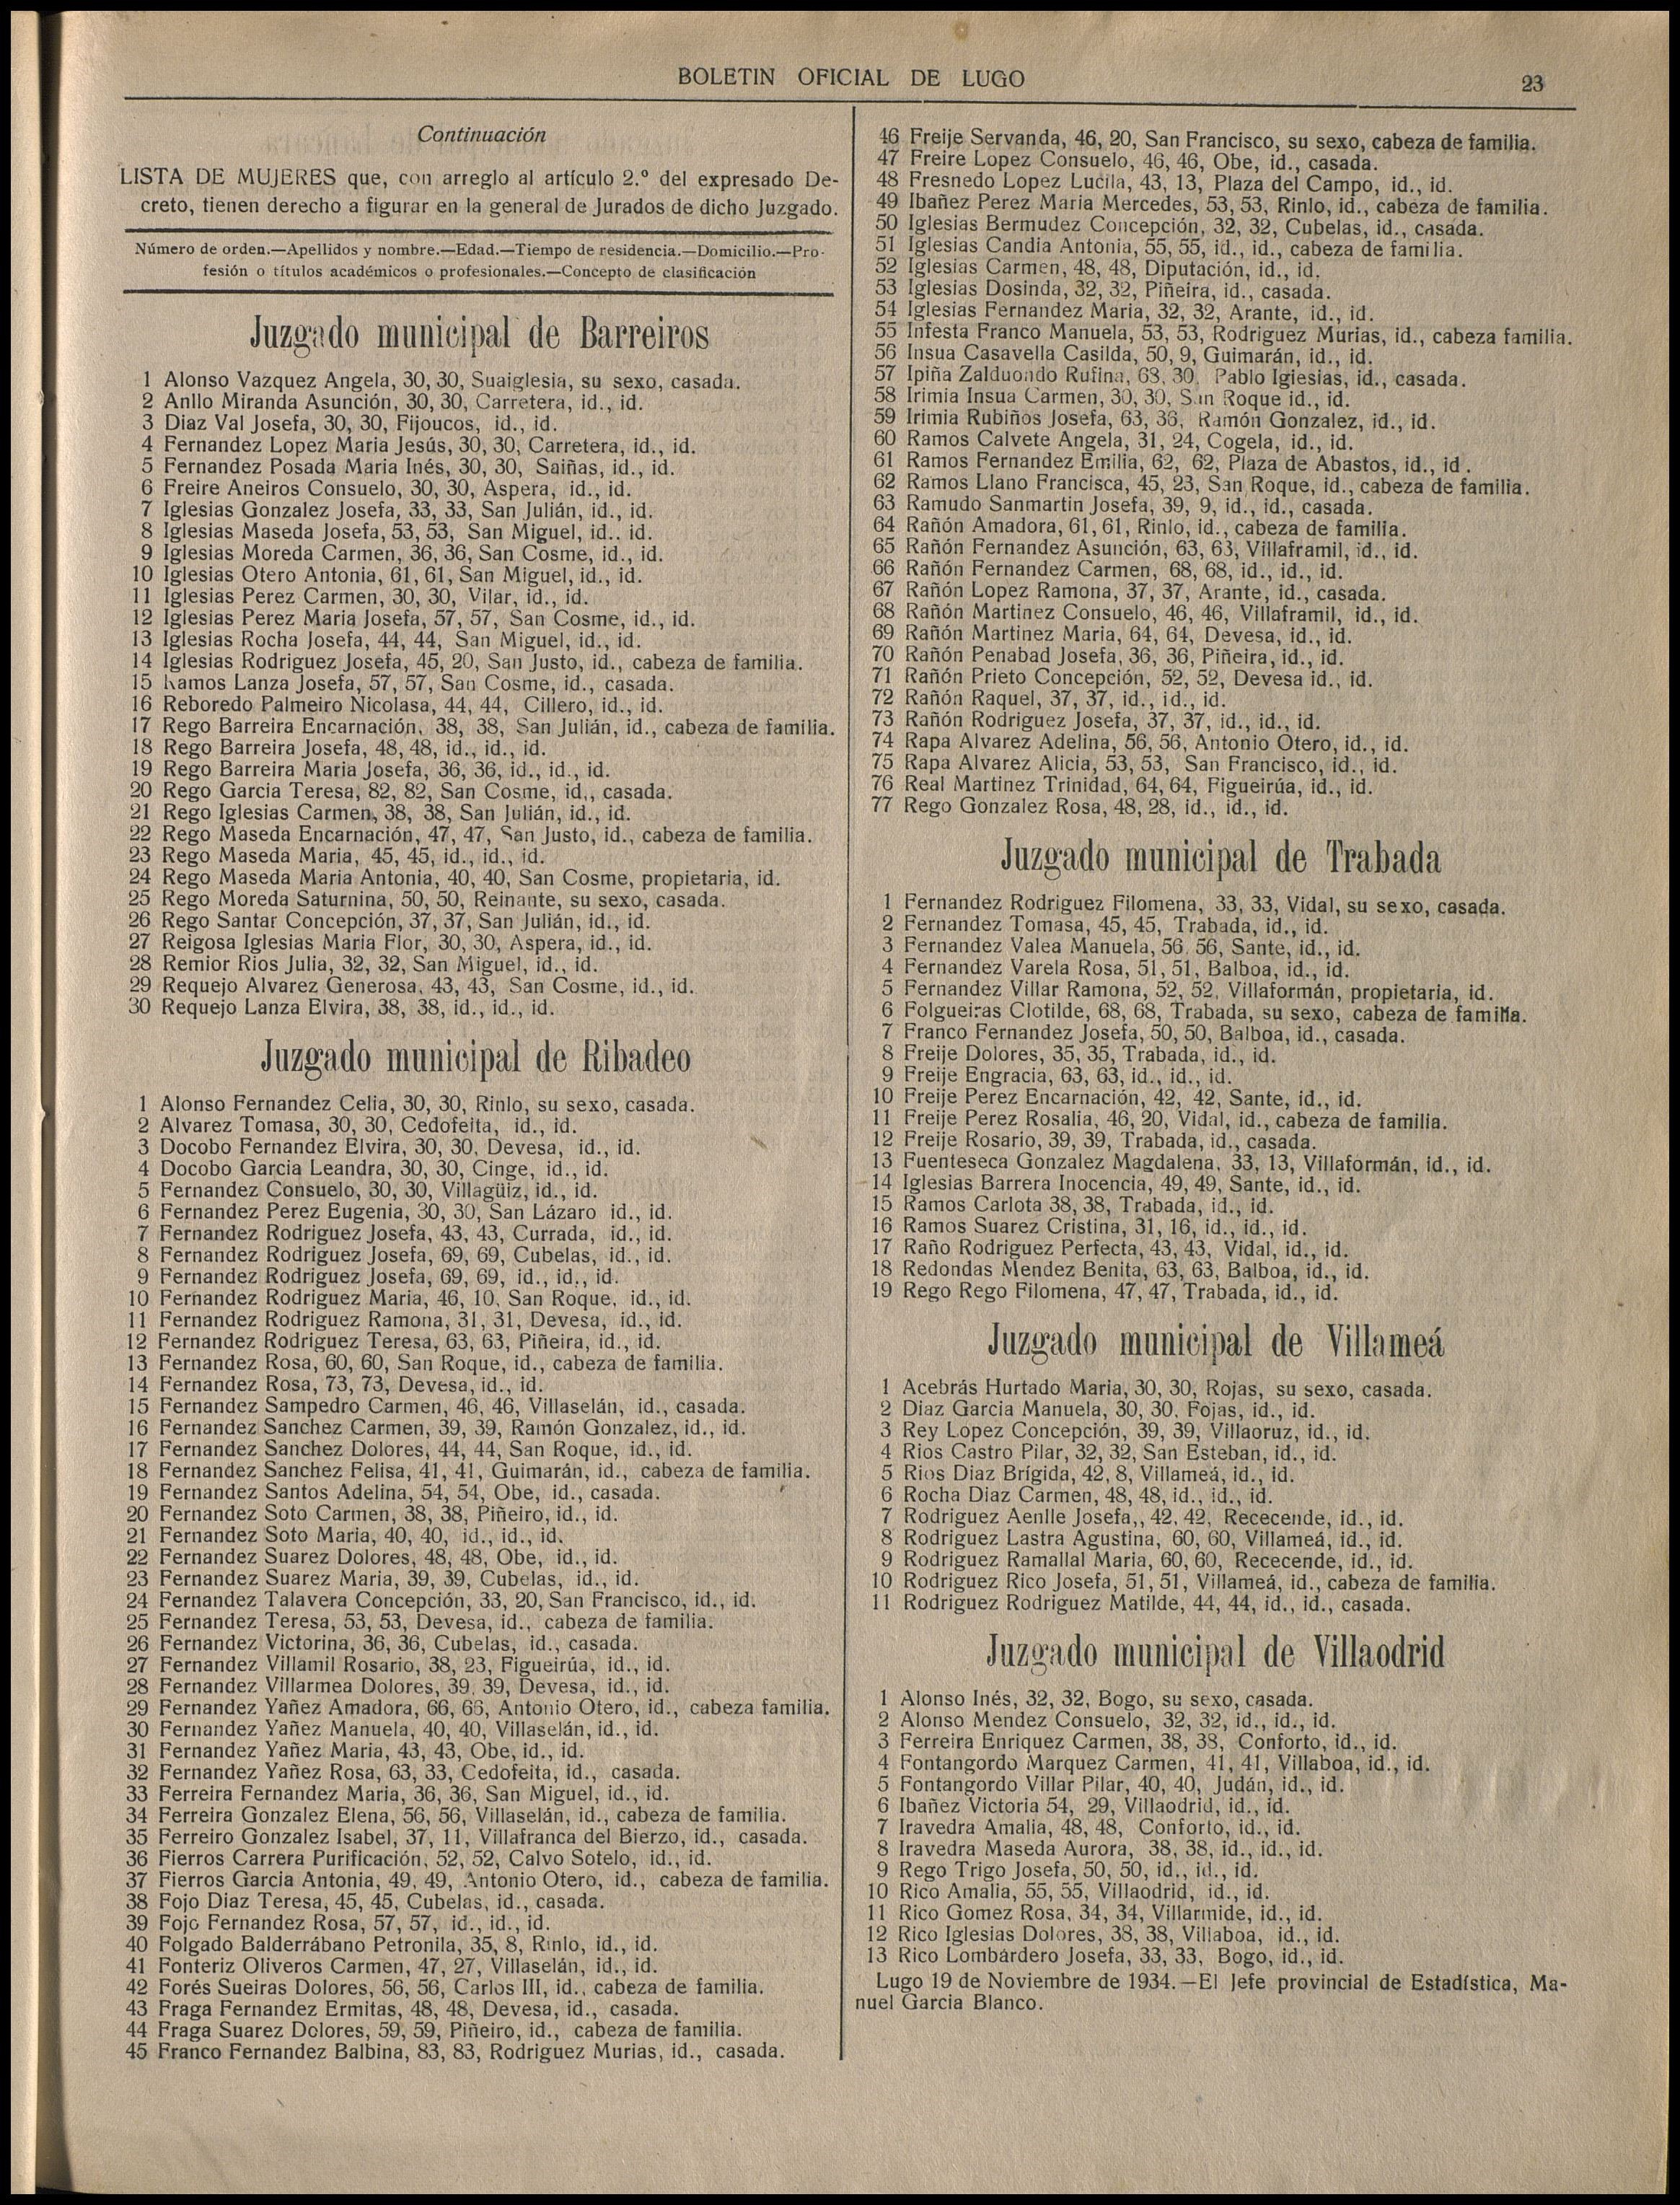 BOLETIN OFICIAL DE LUGO
23
Continuación
LISTA DE MUJERES que, con arreglo al artículo 2.º del expresado De-
creto, tienen derecho a figurar en la general de Jurados de dicho Juzgado.
Número de orden.—Apellidos y nombre.—Edad.—Tiempo de residencia.—Domicilio.—Pro-
fesión o títulos académicos o profesionales.—Concepto de clasificación
Juzgado municipal de Barreiros
1 Alonso Vazquez Angela, 30, 30, Suaiglesia, su sexo, casada.
2 Anllo Miranda Asunción, 30, 30, Carretera, id., id.
3 Diaz Val Josefa, 30, 30, Fijoucos, id., id.
4 Fernandez Lopez Maria Jesús, 30, 30, Carretera, id., id.
5 Fernandez Posada Maria Inés, 30, 30, Saiñas, id., id.
6 Freire Aneiros Consuelo, 30, 30, Aspera, id., id.
7 Iglesias Gonzalez Josefa, 33, 33, San Julián, id., id.
8 Iglesias Maseda Josefa, 53, 53, San Miguel, id.. id.
9 Iglesias Moreda Carmen, 36, 36, San Cosme, id., id.
10 Iglesias Otero Antonia, 61, 61, San Miguel, id., id.
11 Iglesias Perez Carmen, 30, 30, Vilar, id., id.
12 Iglesias Perez Maria Josefa, 57, 57, San Cosme, id., id.
13 Iglesias Rocha Josefa, 44, 44, San Miguel, id., id.
14 Iglesias Rodriguez Josefa, 45, 20, San Justo, id., cabeza de familia.
15 Ramos Lanza Josefa, 57, 57, San Cosme, id., casada.
16 Reboredo Palmeiro Nicolasa, 44, 44, Cillero, id., id.
17 Rego Barreira Encarnación, 38, 38, San Julián, id., cabeza de familia.
18 Rego Barreira Josefa, 48, 48, id., id., id.
19 Rego Barreira Maria Josefa, 36, 36, id., id., id.
20 Rego Garcia Teresa, 82, 82, San Cosme, id,, casada.
21 Rego Iglesias Carmen, 38, 38, San Julián, id., id.
22 Rego Maseda Encarnación, 47, 47, San Justo, id., cabeza de familia.
23 Rego Maseda Maria, 45, 45, id., id., id.
24 Rego Maseda Maria Antonia, 40, 40, San Cosme, propietaria, id.
25 Rego Moreda Saturnina, 50, 50, Reinante, su sexo, casada.
26 Rego Santar Concepción, 37, 37, San Julián, id., id.
27 Reigosa Iglesias Maria Flor, 30, 30, Aspera, id., id.
28 Remior Rios Julia, 32, 32, San Miguel, id., id.
29 Requejo Alvarez Generosa, 43, 43, San Cosme, id., id.
30 Requejo Lanza Elvira, 38, 38, id., id., id.
Juzgado municipal de Ribadeo
1 Alonso Fernandez Celia, 30, 30, Rinlo, su sexo, casada.
2 Alvarez Tomasa, 30, 30, Cedofeita, id., id.
3 Docobo Fernandez Elvira, 30, 30, Devesa, id., id.
4 Docobo Garcia Leandra, 30, 30, Cinge, id., id.
5 Fernandez Consuelo, 30, 30, Villagüiz, id., id.
6 Fernandez Perez Eugenia, 30, 30, San Lázaro id., id.
7 Fernandez Rodriguez Josefa, 43, 43, Currada, id., id.
8 Fernandez Rodriguez Josefa, 69, 69, Cubelas, id., id.
9 Fernandez Rodriguez Josefa, 69, 69, id., id., id.
10 Fernandez Rodriguez Maria, 46, 10, San Roque, id., id.
11 Fernandez Rodriguez Ramona, 31, 31, Devesa, id., id.
12 Fernandez Rodriguez Teresa, 63, 63, Piñeira, id., id.
13 Fernandez Rosa, 60, 60, San Roque, id., cabeza de familia.
14 Fernandez Rosa, 73, 73, Devesa, id., id.
15 Fernandez Sampedro Carmen, 46, 46, Villaselán, id., casada.
16 Fernandez Sanchez Carmen, 39, 39, Ramón Gonzalez, id., id.
17 Fernandez Sanchez Dolores, 44, 44, San Roque, id., id.
18 Fernandez Sanchez Felisa, 41, 41, Guimarán, id., cabeza de familia.
19 Fernandez Santos Adelina, 54, 54, Obe, id., casada.
20 Fernandez Soto Carmen, 38, 38, Piñeiro, id., id.
21 Fernandez Soto Maria, 40, 40, id., id., id.
22 Fernandez Suarez Dolores, 48, 48, Obe, id., id.
23 Fernandez Suarez Maria, 39, 39, Cubelas, id., id.
24 Fernandez Talavera Concepción, 33, 20, San Francisco, id., id.
25 Fernandez Teresa, 53, 53, Devesa, id., cabeza de familia.
26 Fernandez Victorina, 36, 36, Cubelas, id., casada.
27 Fernandez Villamil Rosario, 38, 23, Figueirúa, id., id.
28 Fernandez Villarmea Dolores, 39, 39, Devesa, id., id.
29 Fernandez Yañez Amadora, 66, 66, Antonio Otero, id., cabeza familia.
30 Fernandez Yañez Manuela, 40, 40, Villaselán, id., id.
31 Fernandez Yañez Maria, 43, 43, Obe, id., id.
32 Fernandez Yañez Rosa, 63, 33, Cedofeita, id., casada.
33 Ferreira Fernandez Maria, 36, 36, San Miguel, id., id.
34 Ferreira Gonzalez Elena, 56, 56, Villaselán, id., cabeza de familia.
35 Ferreiro Gonzalez Isabel, 37, 11, Villafranca del Bierzo, id., casada.
36 Fierros Carrera Purificación, 52, 52, Calvo Sotelo, id., id.
37 Fierros Garcia Antonia, 49, 49, Antonio Otero, id., cabeza de familia.
38 Fojo Diaz Teresa, 45, 45, Cubelas, id., casada.
39 Fojo Fernandez Rosa, 57, 57, id., id., id.
40 Folgado Balderrábano Petronila, 35, 8, Rinlo, id., id.
41 Fonteriz Oliveros Carmen, 47, 27, Villaselán, id., id.
42 Forés Sueiras Dolores, 56, 56, Carlos III, id., cabeza de familia.
43 Fraga Fernandez Ermitas, 48, 48, Devesa, id., casada.
44 Fraga Suarez Dolores, 59, 59, Piñeiro, id., cabeza de familia.
45 Franco Fernandez Balbina, 83, 83, Rodriguez Murias, id., casada.
46 Freije Servanda, 46, 20, San Francisco, su sexo, cabeza de familia.
47 Freire Lopez Consuelo, 46, 46, Obe, id., casada.
48 Fresnedo Lopez Lucila, 43, 13, Plaza del Campo, id., id.
49 Ibañez Perez Maria Mercedes, 53, 53, Rinlo, id., cabeza de familia.
50 Iglesias Bermudez Concepción, 32, 32, Cubelas, id., casada.
51 Iglesias Candia Antonia, 55, 55, id., id., cabeza de familia.
52 Iglesias Carmen, 48, 48, Diputación, id., id.
53 Iglesias Dosinda, 32, 32, Piñeira, id., casada.
54 Iglesias Fernandez Maria, 32, 32, Arante, id., id.
55 Infesta Franco Manuela, 53, 53, Rodriguez Murias, id., cabeza familia.
56 Insua Casavella Casilda, 50, 9, Guimarán, id., id.
57 Ipiña Zalduondo Rufina, 63, 30, Pablo Iglesias, id., casada.
58 Irimia Insua Carmen, 30, 30, San Roque id., id.
59 Irimia Rubiños Josefa, 63, 36, Ramón Gonzalez, id., id.
60 Ramos Calvete Angela, 31, 24, Cogela, id., id.
61 Ramos Fernandez Emilia, 62, 62, Plaza de Abastos, id., id.
62 Ramos Llano Francisca, 45, 23, San Roque, id., cabeza de familia.
63 Ramudo Sanmartin Josefa, 39, 9, id., id., casada.
64 Rañón Amadora, 61, 61, Rinlo, id., cabeza de familia.
65 Rañón Fernandez Asunción, 63, 63, Villaframil, id., id.
66 Rañón Fernandez Carmen, 68, 68, id., id., id.
67 Rañón Lopez Ramona, 37, 37, Arante, id., casada.
68 Rañón Martinez Consuelo, 46, 46, Villaframil, id., id.
69 Rañón Martinez Maria, 64, 64, Devesa, id., id.
70 Rañón Penabad Josefa, 36, 36, Piñeira, id., id.
71 Rañón Prieto Concepción, 52, 52, Devesa id., id.
72 Rañón Raquel, 37, 37, id., id., id.
73 Rañón Rodriguez Josefa, 37, 37, id., id., id.
74 Rapa Alvarez Adelina, 56, 56, Antonio Otero, id., id.
75 Rapa Alvarez Alicia, 53, 53, San Francisco, id., id.
76 Real Martinez Trinidad, 64, 64, Figueirúa, id., id.
77 Rego Gonzalez Rosa, 48, 28, id., id., id.
Juzgado municipal de Trabada
1 Fernandez Rodriguez Filomena, 33, 33, Vidal, su sexo, casada.
2 Fernandez Tomasa, 45, 45, Trabada, id., id.
3 Fernandez Valea Manuela, 56, 56, Sante, id., id.
4 Fernandez Varela Rosa, 51, 51, Balboa, id., id.
5 Fernandez Villar Ramona, 52, 52, Villaformán, propietaria, id.
6 Folgueiras Clotilde, 68, 68, Trabada, su sexo, cabeza de familia.
7 Franco Fernandez Josefa, 50, 50, Balboa, id., casada.
8 Freije Dolores, 35, 35, Trabada, id., id.
9 Freije Engracia, 63, 63, id., id., id.
10 Freije Perez Encarnación, 42, 42, Sante, id., id.
11 Freije Perez Rosalia, 46, 20, Vidal, id., cabeza de familia.
12 Freije Rosario, 39, 39, Trabada, id., casada.
13 Fuenteseca Gonzalez Magdalena, 33, 13, Villaformán, id., id.
14 Iglesias Barrera Inocencia, 49, 49, Sante, id., id.
15 Ramos Carlota 38, 38, Trabada, id., id.
16 Ramos Suarez Cristina, 31, 16, id., id., id.
17 Raño Rodriguez Perfecta, 43, 43, Vidal, id., id.
18 Redondas Mendez Benita, 63, 63, Balboa, id., id.
19 Rego Rego Filomena, 47, 47, Trabada, id., id.
Juzgado municipal de Villameá
1 Acebrás Hurtado Maria, 30, 30, Rojas, su sexo, casada.
2 Diaz Garcia Manuela, 30, 30, Fojas, id., id.
3 Rey Lopez Concepción, 39, 39, Villaoruz, id., id.
4 Rios Castro Pilar, 32, 32, San Esteban, id., id.
5 Rios Diaz Brígida, 42, 8, Villameá, id., id.
6 Rocha Diaz Carmen, 48, 48, id., id., id.
7 Rodriguez Aenlle Josefa,, 42, 42, Rececende, id., id.
8 Rodriguez Lastra Agustina, 60, 60, Villameá, id., id.
9 Rodriguez Ramallal Maria, 60, 60, Rececende, id., id.
10 Rodriguez Rico Josefa, 51, 51, Villameá, id., cabeza de familia.
11 Rodriguez Rodriguez Matilde, 44, 44, id., id., casada.
Juzgado municipal de Villaodrid
1 Alonso Inés, 32, 32, Bogo, su sexo, casada.
2 Alonso Mendez Consuelo, 32, 32, id., id., id.
3 Ferreira Enriquez Carmen, 38, 38, Conforto, id., id.
4 Fontangordo Marquez Carmen, 41, 41, Villaboa, id., id.
5 Fontangordo Villar Pilar, 40, 40, Judán, id., id.
6 Ibañez Victoria 54, 29, Villaodrid, id., id.
7 Iravedra Amalia, 48, 48, Conforto, id., id.
8 Iravedra Maseda Aurora, 38, 38, id., id., id.
9 Rego Trigo Josefa, 50, 50, id., id., id.
10 Rico Amalia, 55, 55, Villaodrid, id., id.
11 Rico Gomez Rosa, 34, 34, Villarmide, id., id.
12 Rico Iglesias Dolores, 38, 38, Villaboa, id., id.
13 Rico Lombardero Josefa, 33, 33, Bogo, id., id.
Lugo 19 de Noviembre de 1934.—El Jefe provincial de Estadística, Ma-
nuel Garcia Blanco.